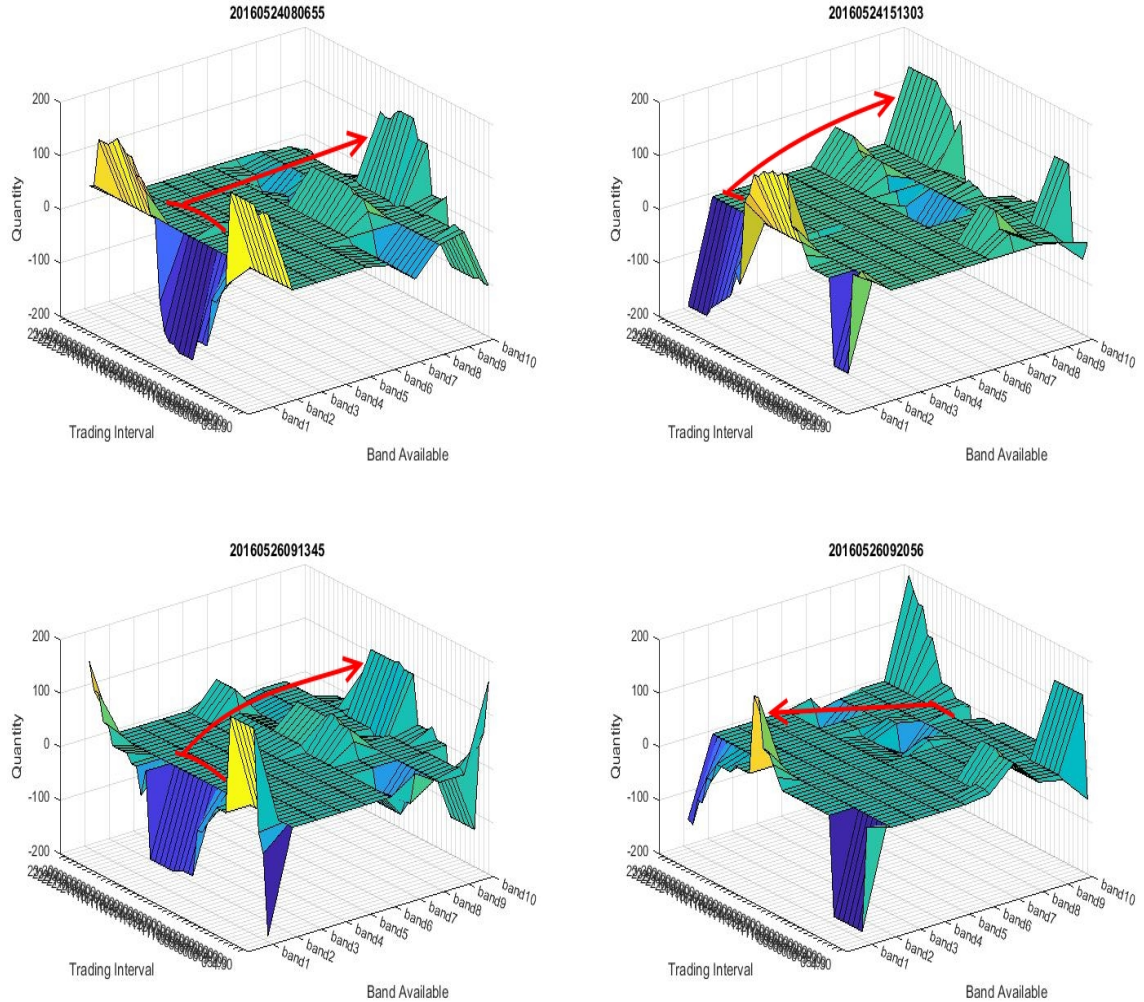 20160524080655
200
100
0
-100
-200
Quantity
Trading Interval
band1
band2
band3
band4
band5
band6
band7
band8
band9
band10
Band Available
20160524151303
200
100
0
-100
-200
Quantity
Trading Interval
band1
band2
band3
band4
band5
band6
band7
band8
band9
band10
Band Available
20160526091345
200
100
0
-100
-200
Quantity
Trading Interval
band1
band2
band3
band4
band5
band6
band7
band8
band9
band10
Band Available
20160526092056
200
100
0
-100
-200
Quantity
Trading Interval
band1
band2
band3
band4
band5
band6
band7
band8
band9
band10
Band Available